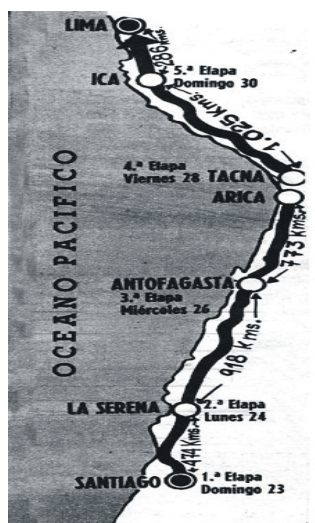 LIMA
286 kms.
ICA
5.ª Etapa
Domingo 30
1.025 Kms.
4.ª Etapa
Viernes 28
TACNA
ARICA
OCEANO PACIFICO
773 Kms.
ANTOFAGASTA
3.ª Etapa
Miércoles 26
918 Kms.
LA SERENA
2.ª Etapa
Lunes 24
474 Kms.
SANTIAGO
1.ª Etapa
Domingo 23